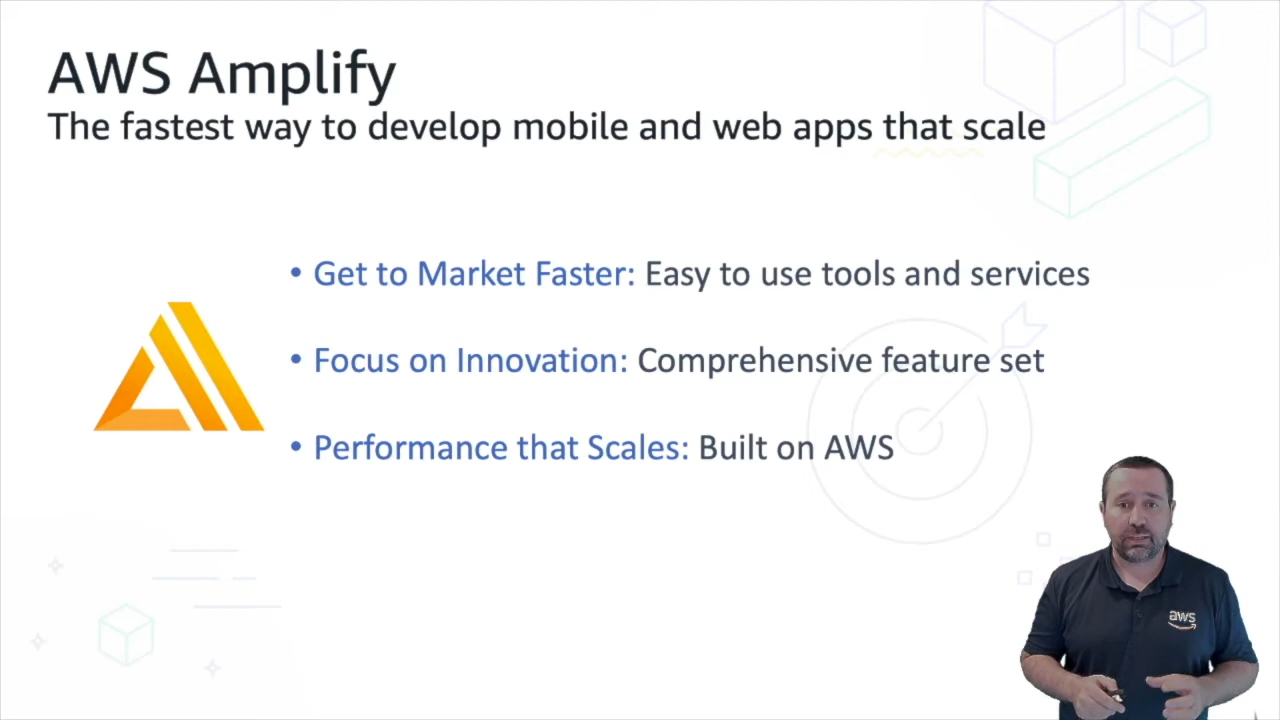 AWS Amplify
The fastest way to develop mobile and web apps that scale
• Get to Market Faster: Easy to use tools and services
• Focus on Innovation: Comprehensive feature set
• Performance that Scales: Built on AWS
aws